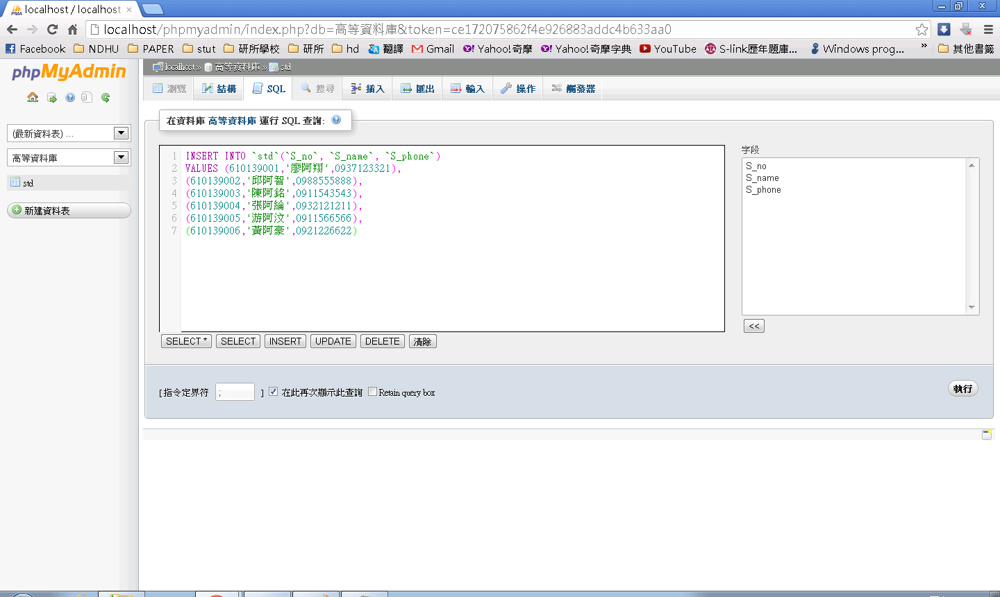 localhost / localhost
localhost/phpmyadmin/index.php?db=高等資料庫&token=ce172075862f4e926883addc4b633aa0
Facebook NDHU PAPER stut 研所學校 研所 hd 翻譯 Gmail Yahoo!奇摩 Yahoo!奇摩字典 YouTube S-link歷年題庫... Windows prog... » 其他書籤
phpMyAdmin
localhost » 高等資料庫 » std
瀏覽 結構 SQL 搜尋 插入 匯出 輸入 操作 觸發器
(最新資料表) ...
高等資料庫
std
新建資料表
在資料庫 高等資料庫 運行 SQL 查詢:
1 INSERT INTO `std`(`S_no`, `S_name`, `S_phone`)
2 VALUES (610139001,'廖阿翔',0937123321),
3 (610139002,'邱阿智',0988555888),
4 (610139003,'陳阿銘',0911543543),
5 (610139004,'張阿綸',0932121211),
6 (610139005,'游阿汶',0911566566),
7 (610139006,'黃阿豪',0921226622)
字段
S_no
S_name
S_phone
<<
SELECT * SELECT INSERT UPDATE DELETE 清除
[ 指令定界符 ; ] 在此再次顯示此查詢 Retain query box 執行